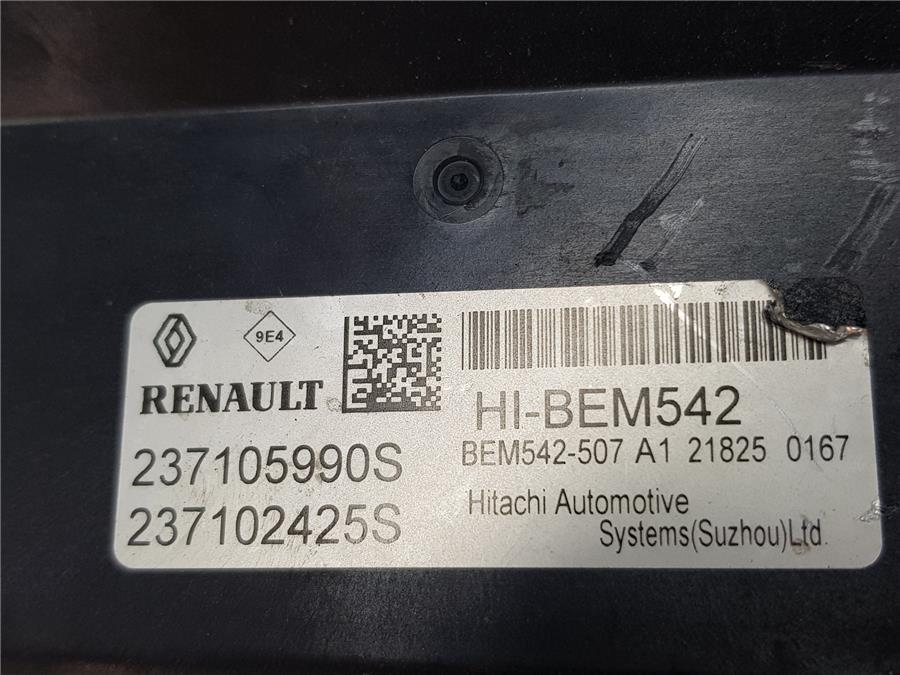 9E4
RENAULT
237105990S
237102425S
HI-BEM542
BEM542-507 A1 21825 0167
Hitachi Automotive
Systems(Suzhou)Ltd.